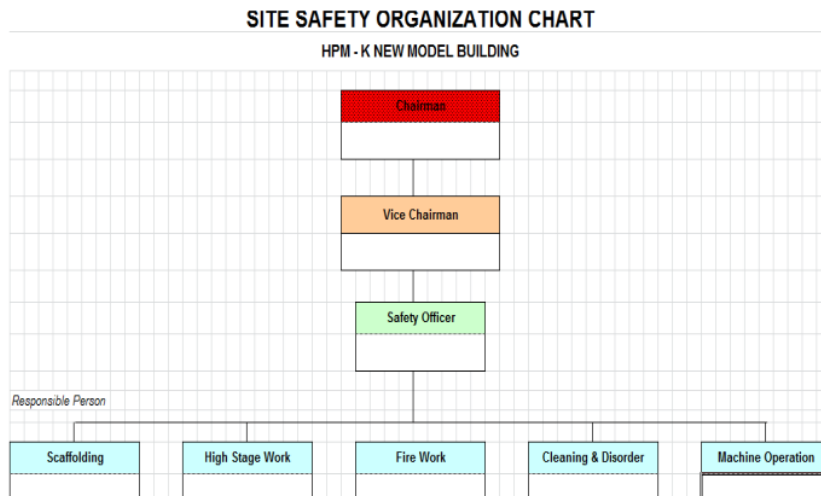 SITE SAFETY ORGANIZATION CHART
HPM - K NEW MODEL BUILDING
Chairman
Vice Chairman
Safety Officer
Responsible Person
Scaffolding
High Stage Work
Fire Work
Cleaning & Disorder
Machine Operation